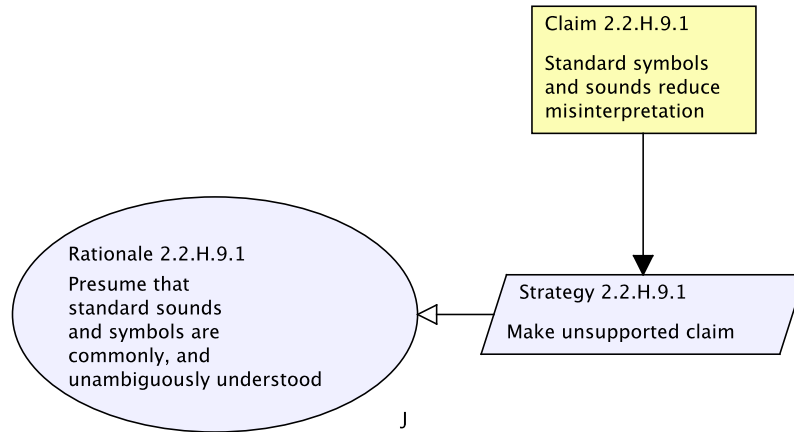 Claim 2.2.H.9.1
Standard symbols
and sounds reduce
misinterpretation
Rationale 2.2.H.9.1
Presume that
standard sounds
and symbols are
commonly, and
unambiguously understood
Strategy 2.2.H.9.1
Make unsupported claim
J